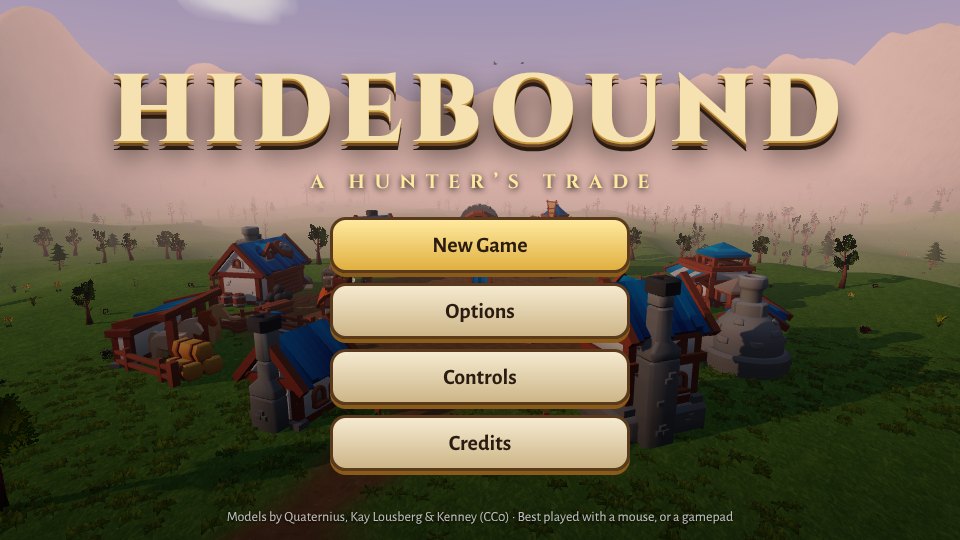 HIDEBOUND
A HUNTER'S TRADE
New Game
Options
Controls
Credits
Models by Quaternius, Kay Lousberg & Kenney (CC0) · Best played with a mouse, or a gamepad